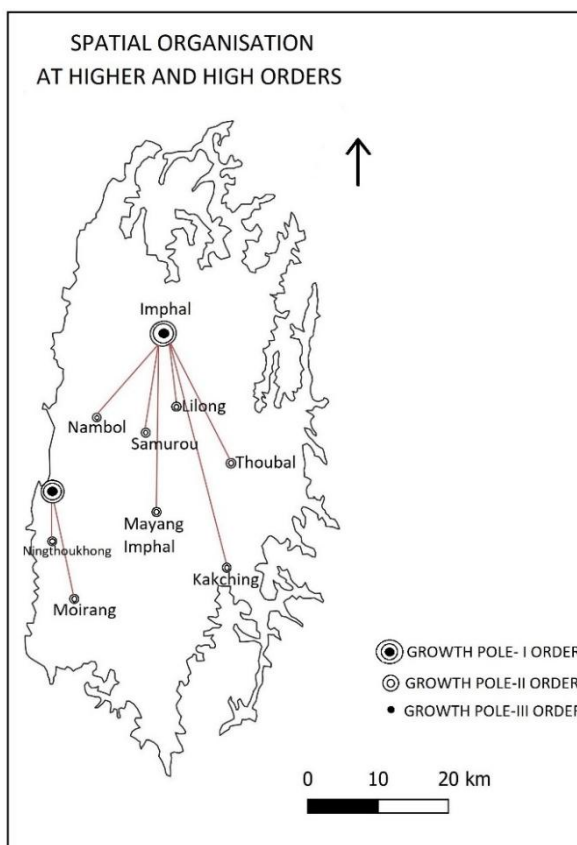 SPATIAL ORGANISATION
AT HIGHER AND HIGH ORDERS
Imphal
Lilong
Nambol
Samurou
Thoubal
Mayang
Imphal
Ningthoukhong
Kakching
Moirang
GROWTH POLE- I ORDER
GROWTH POLE-II ORDER
GROWTH POLE-III ORDER
0 10 20 km